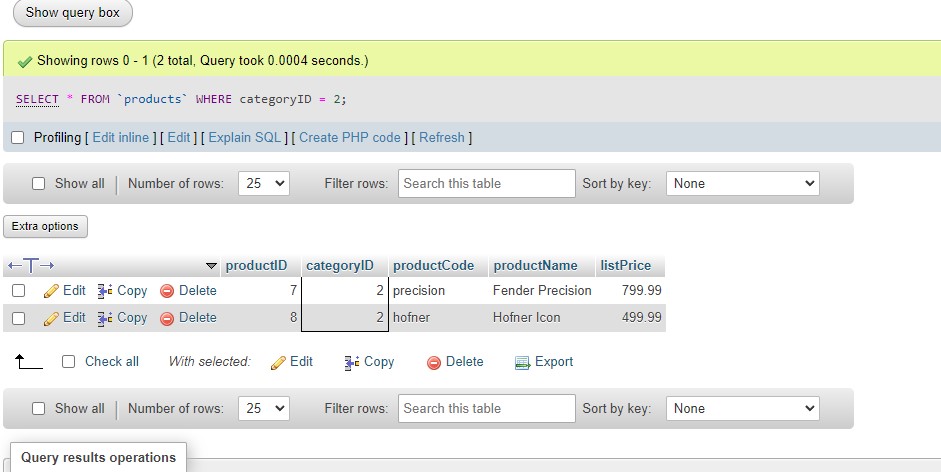 Show query box
Showing rows 0 - 1 (2 total, Query took 0.0004 seconds.)
SELECT * FROM `products` WHERE categoryID = 2;
Profiling [ Edit inline ] [ Edit ] [ Explain SQL ] [ Create PHP code ] [ Refresh ]
Show all Number of rows: 25 Filter rows: Search this table Sort by key: None
Extra options
←T→ productID categoryID productCode productName listPrice
Edit Copy Delete 7 2 precision Fender Precision 799.99
Edit Copy Delete 8 2 hofner Hofner Icon 499.99
Check all With selected: Edit Copy Delete Export
Show all Number of rows: 25 Filter rows: Search this table Sort by key: None
Query results operations